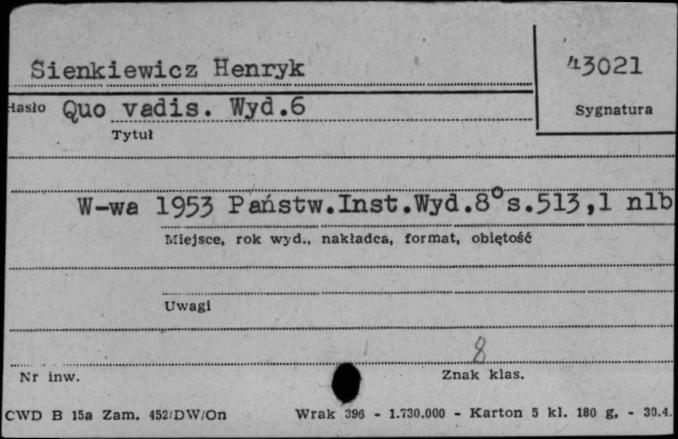 Sienkiewicz Henryk
43021
Hasło Quo vadis. Wyd.6
Sygnatura
Tytuł
W-wa 1953 Państw.Inst.Wyd.8° s.513,1 nlb
Miejsce, rok wyd., nakładca, format, objętość
Uwagi
8
Nr inw.
Znak klas.
CWD B 15a Zam. 452/DW/On
Wrak 396 - 1.730.000 - Karton 5 kl. 180 g. - 30.4.